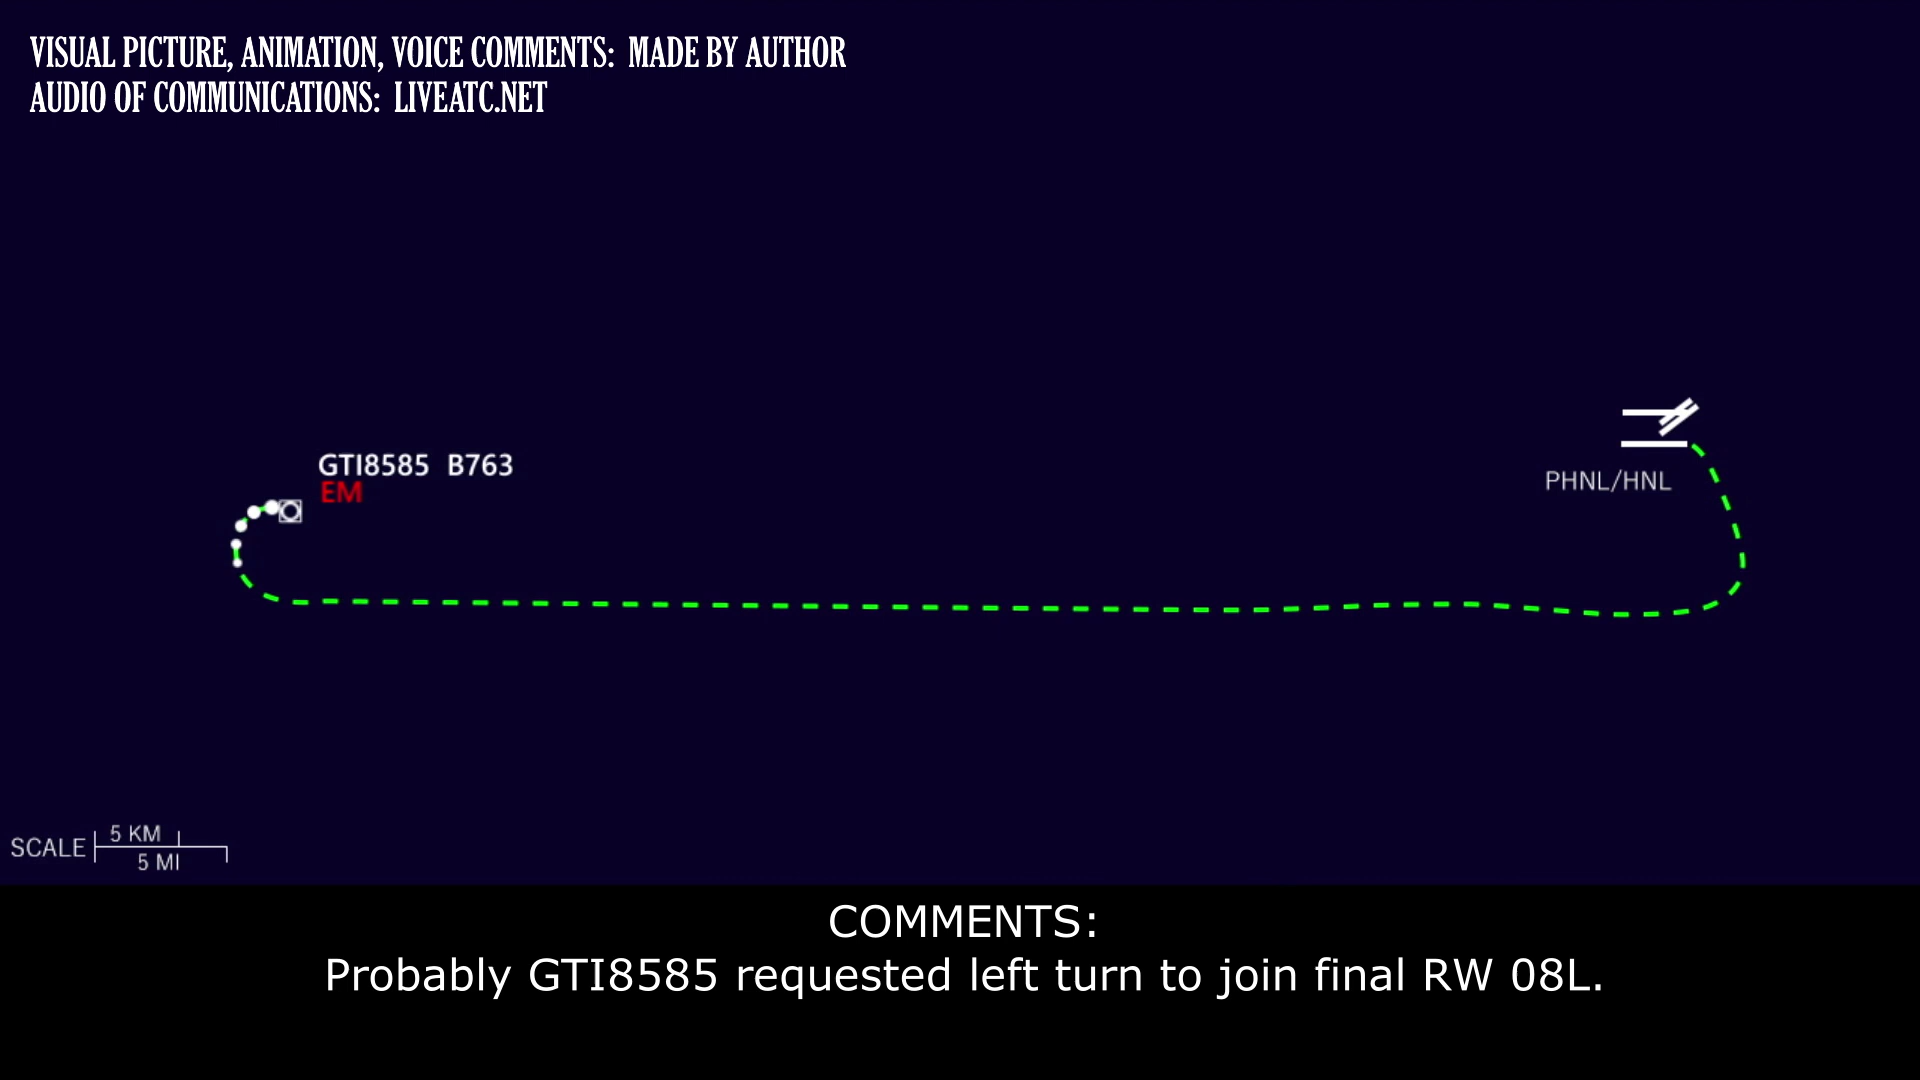 VISUAL PICTURE, ANIMATION, VOICE COMMENTS: MADE BY AUTHOR
AUDIO OF COMMUNICATIONS: LIVEATC.NET
GTI8585 B763
EM
PHNL/HNL
SCALE
5 KM
5 MI
COMMENTS:
Probably GTI8585 requested left turn to join final RW 08L.